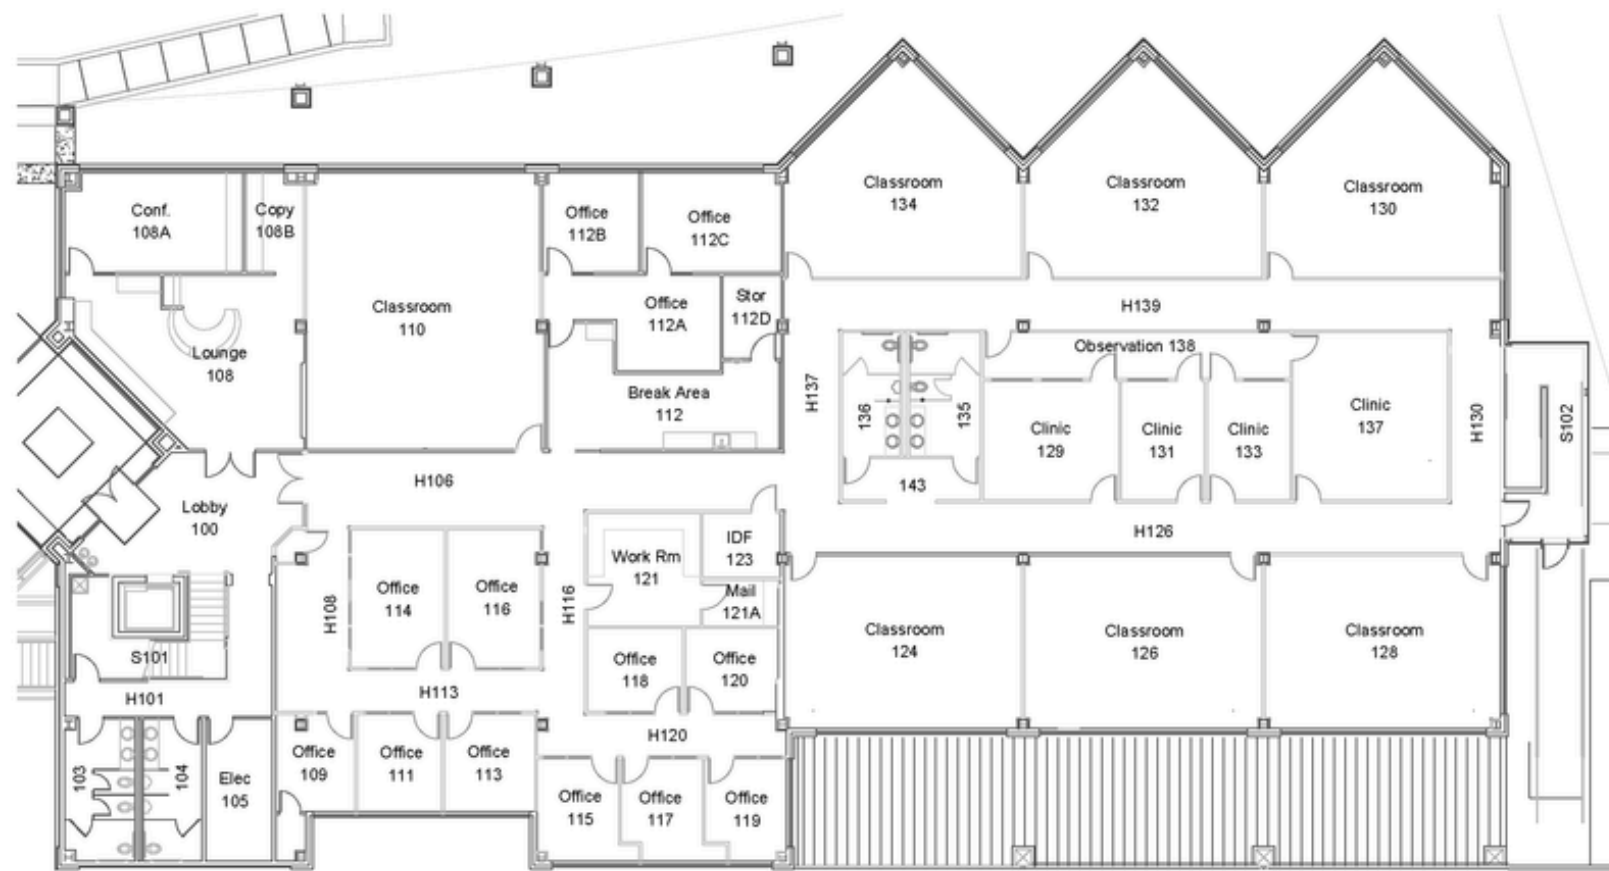 Conf.
108A
Copy
108B
Office
112B
Office
112C
Classroom
134
Classroom
132
Classroom
130
Classroom
110
Office
112A
Stor
112D
H139
Lounge
108
Observation 138
Break Area
112
H137
136
135
Clinic
129
Clinic
131
Clinic
133
Clinic
137
H130
S102
H106
143
Lobby
100
H126
IDF
123
Work Rm
121
Mail
121A
Office
114
Office
116
H108
H116
Classroom
124
Classroom
126
Classroom
128
S101
Office
118
Office
120
H101
H113
H120
103
104
Elec
105
Office
109
Office
111
Office
113
Office
115
Office
117
Office
119